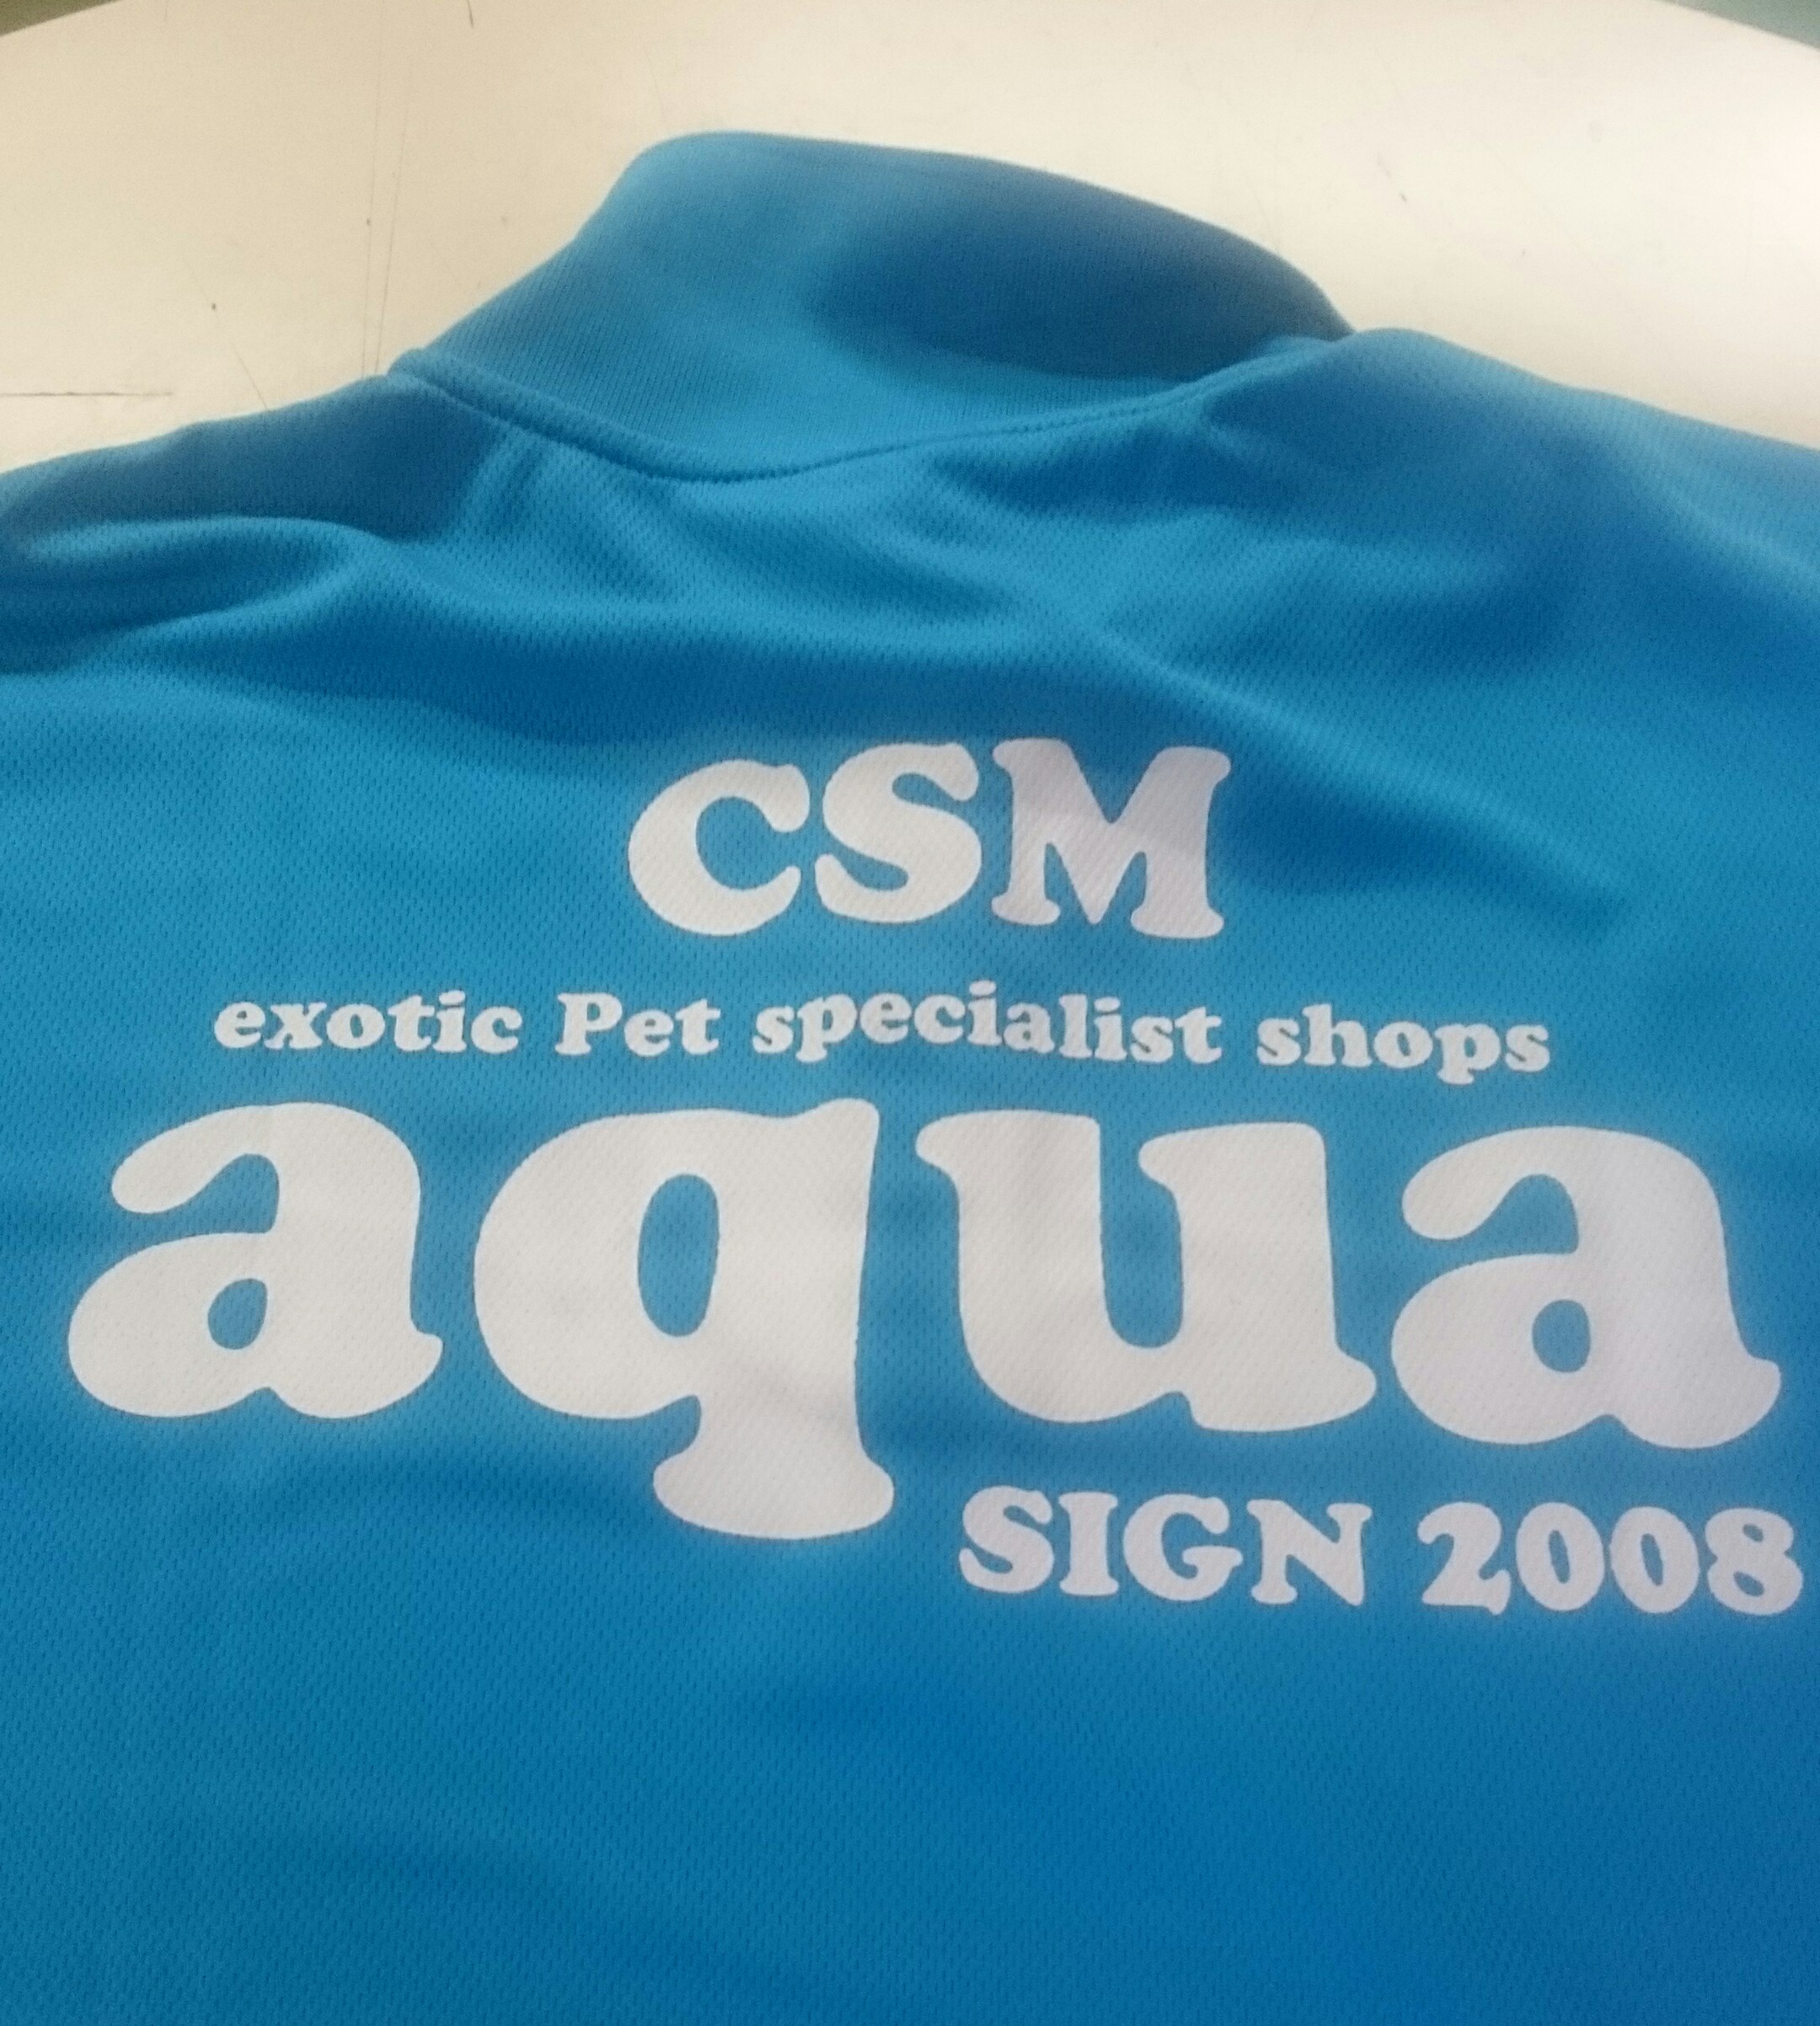 CSM
exotic Pet specialist shops
aqua
SIGN 2008